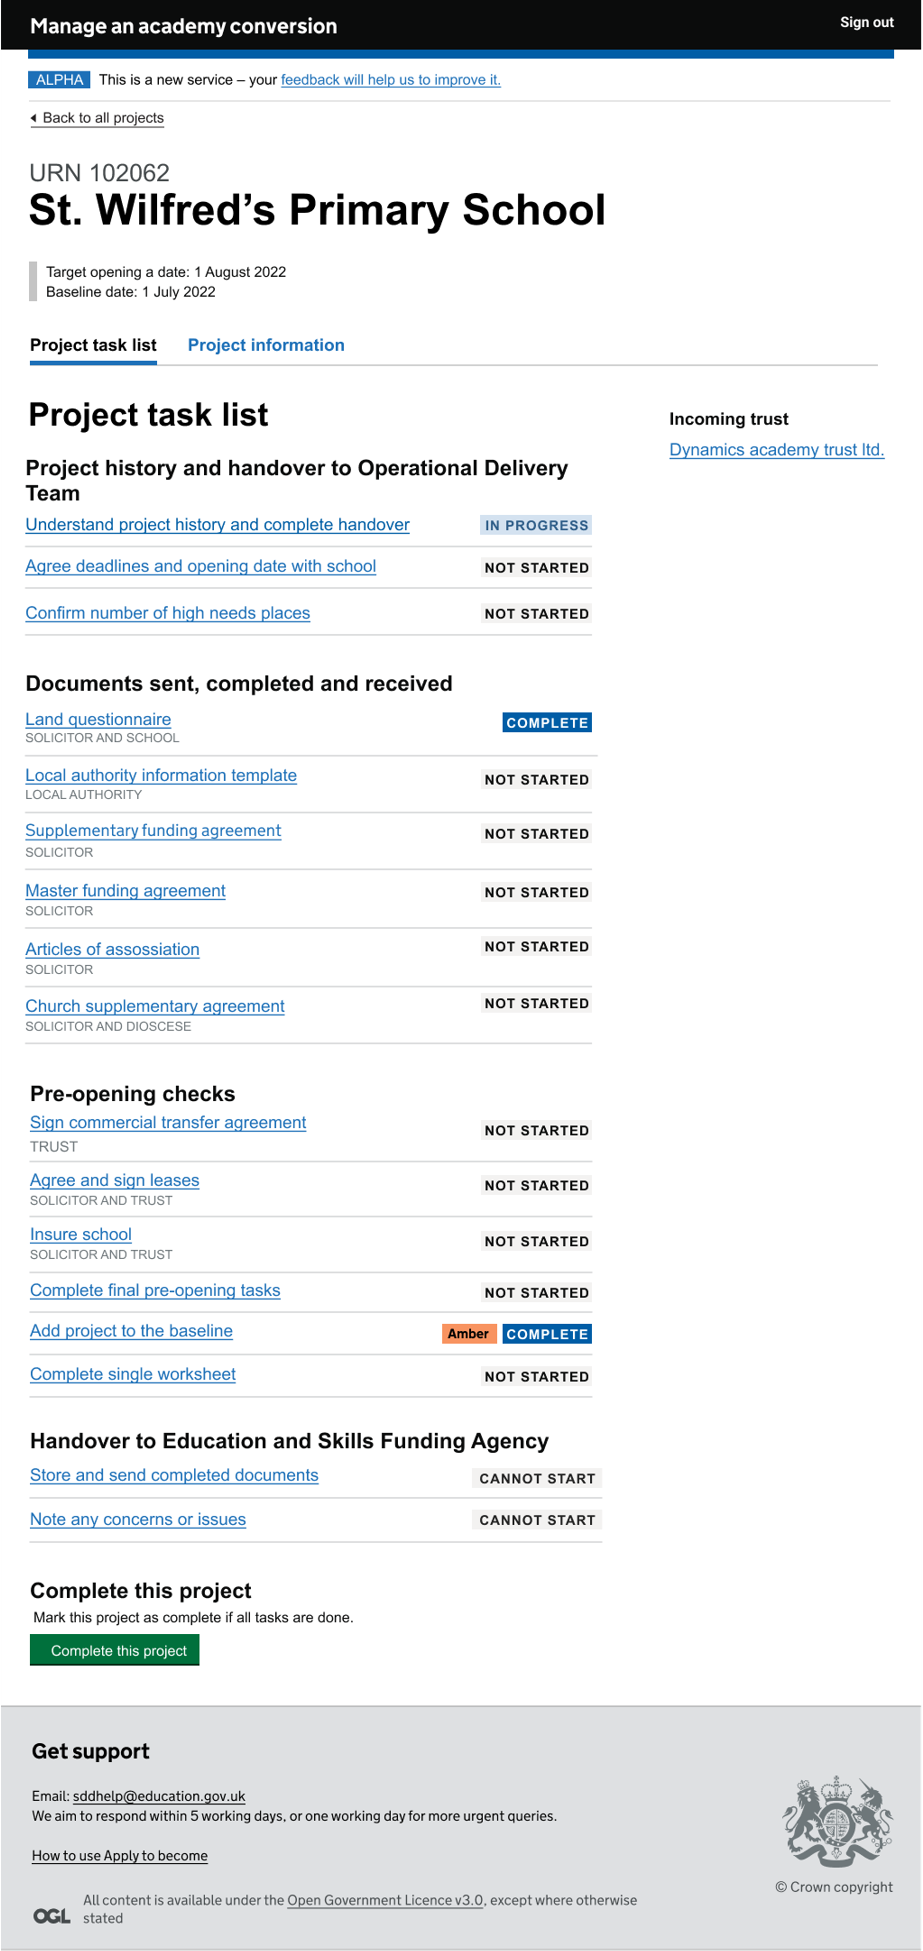 Manage an academy conversion
Sign out
ALPHA This is a new service – your feedback will help us to improve it.
Back to all projects
URN 102062
St. Wilfred’s Primary School
Target opening a date: 1 August 2022
Baseline date: 1 July 2022
Project task list
Project information
Project task list
Incoming trust
Dynamics academy trust ltd.
Project history and handover to Operational Delivery
Team
Understand project history and complete handover IN PROGRESS
Agree deadlines and opening date with school NOT STARTED
Confirm number of high needs places NOT STARTED
Documents sent, completed and received
Land questionnaire COMPLETE
SOLICITOR AND SCHOOL
Local authority information template NOT STARTED
LOCAL AUTHORITY
Supplementary funding agreement NOT STARTED
SOLICITOR
Master funding agreement NOT STARTED
SOLICITOR
Articles of assossiation NOT STARTED
SOLICITOR
Church supplementary agreement NOT STARTED
SOLICITOR AND DIOSCESE
Pre-opening checks
Sign commercial transfer agreement NOT STARTED
TRUST
Agree and sign leases NOT STARTED
SOLICITOR AND TRUST
Insure school NOT STARTED
SOLICITOR AND TRUST
Complete final pre-opening tasks NOT STARTED
Add project to the baseline Amber COMPLETE
Complete single worksheet NOT STARTED
Handover to Education and Skills Funding Agency
Store and send completed documents CANNOT START
Note any concerns or issues CANNOT START
Complete this project
Mark this project as complete if all tasks are done.
Complete this project
Get support
Email: sddhelp@education.gov.uk
We aim to respond within 5 working days, or one working day for more urgent queries.
How to use Apply to become
© Crown copyright
OGL All content is available under the Open Government Licence v3.0, except where otherwise
stated